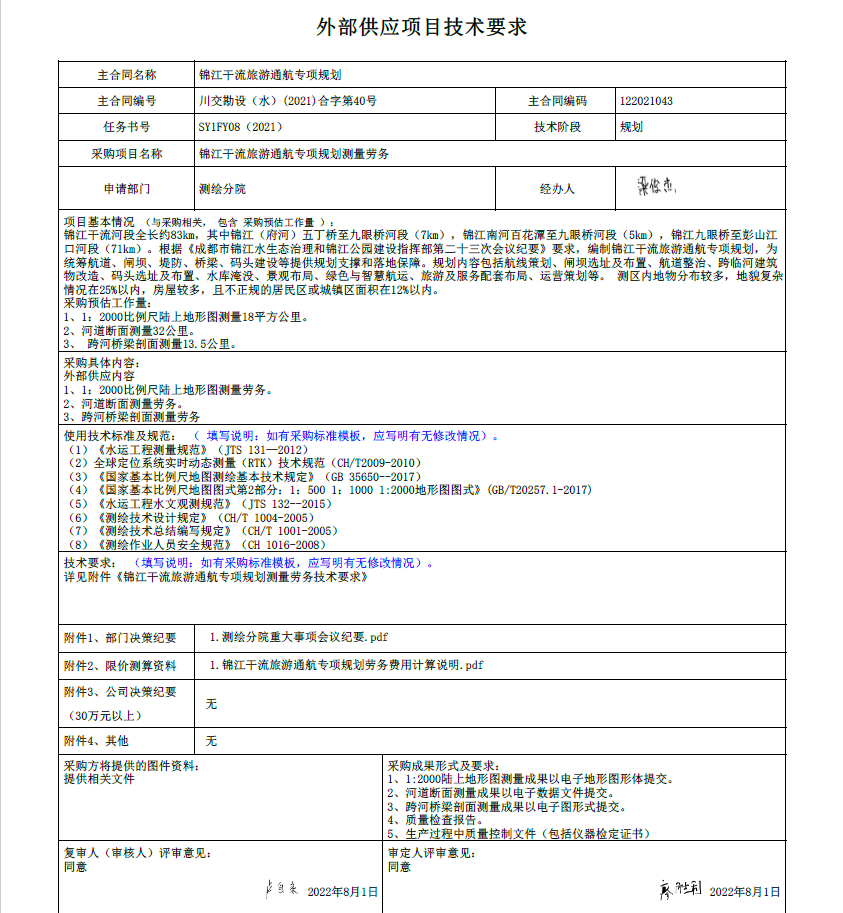 外部供应项目技术要求
主合同名称 锦江干流旅游通航专项规划
主合同编号 川交勘设（水）(2021)合字第40号 主合同编码 122021043
任务书号 SY1FY08（2021） 技术阶段 规划
采购项目名称 锦江干流旅游通航专项规划测量劳务
申请部门 测绘分院 经办人
项目基本情况 （与采购相关， 包含 采购预估工作量 ）：
锦江干流河段全长约83km，其中锦江（府河）五丁桥至九眼桥河段（7km），锦江南河百花潭至九眼桥河段（5km），锦江九眼桥至彭山江
口河段（71km）。根据《成都市锦江水生态治理和锦江公园建设指挥部第二十三次会议纪要》要求，编制锦江干流旅游通航专项规划，为
统筹航道、闸坝、堤防、桥梁、码头建设等提供规划支撑和落地保障。规划内容包括航线策划、闸坝选址及布置、航道整治、跨临河建筑
物改造、码头选址及布置、水库淹没、景观布局、绿色与智慧航运、旅游及服务配套布局、运营策划等。 测区内地物分布较多，地貌复杂
情况在25%以内，房屋较多，且不正规的居民区或城镇区面积在12%以内。
采购预估工作量：
1、1：2000比例尺陆上地形图测量18平方公里。
2、河道断面测量32公里。
3、 跨河桥梁剖面测量13.5公里。
采购具体内容：
外部供应内容
1、1：2000比例尺陆上地形图测量劳务。
2、河道断面测量劳务。
3、跨河桥梁剖面测量劳务
使用技术标准及规范： （ 填写说明：如有采购标准模板，应写明有无修改情况）。
（1）《水运工程测量规范》（JTS 131—2012）
（2）全球定位系统实时动态测量（RTK）技术规范（CH/T2009-2010）
（3）《国家基本比例尺地图测绘基本技术规定》（GB 35650--2017）
（4）《国家基本比例尺地图图式第2部分：1：500 1：1000 1:2000地形图图式》(GB/T20257.1-2017)
（5）《水运工程水文观测规范》（JTS 132--2015）
（6）《测绘技术设计规定》（CH/T 1004-2005）
（7）《测绘技术总结编写规定》（CH/T 1001-2005）
（8）《测绘作业人员安全规范》（CH 1016-2008）
技术要求： （填写说明：如有采购标准模板，应写明有无修改情况）。
详见附件《锦江干流旅游通航专项规划测量劳务技术要求》
附件1、部门决策纪要 1.测绘分院重大事项会议纪要.pdf
附件2、限价测算资料 1.锦江干流旅游通航专项规划劳务费用计算说明.pdf
附件3、公司决策纪要
（30万元以上） 无
附件4、其他 无
采购方将提供的图件资料：
提供相关文件
采购成果形式及要求：
1、1:2000陆上地形图测量成果以电子地形图形体提交。
2、河道断面测量成果以电子数据文件提交。
3、跨河桥梁剖面测量成果以电子图形式提交。
4、质量检查报告。
5、生产过程中质量控制文件（包括仪器检定证书）
复审人（审核人）评审意见：
同意
2022年8月1日
审定人评审意见：
同意
廖胜利 2022年8月1日